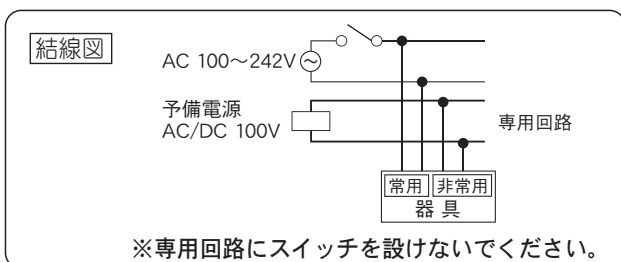 結線図
AC 100～242V
予備電源
AC/DC 100V
専用回路
常用 非常用
器 具
※専用回路にスイッチを設けないでください。